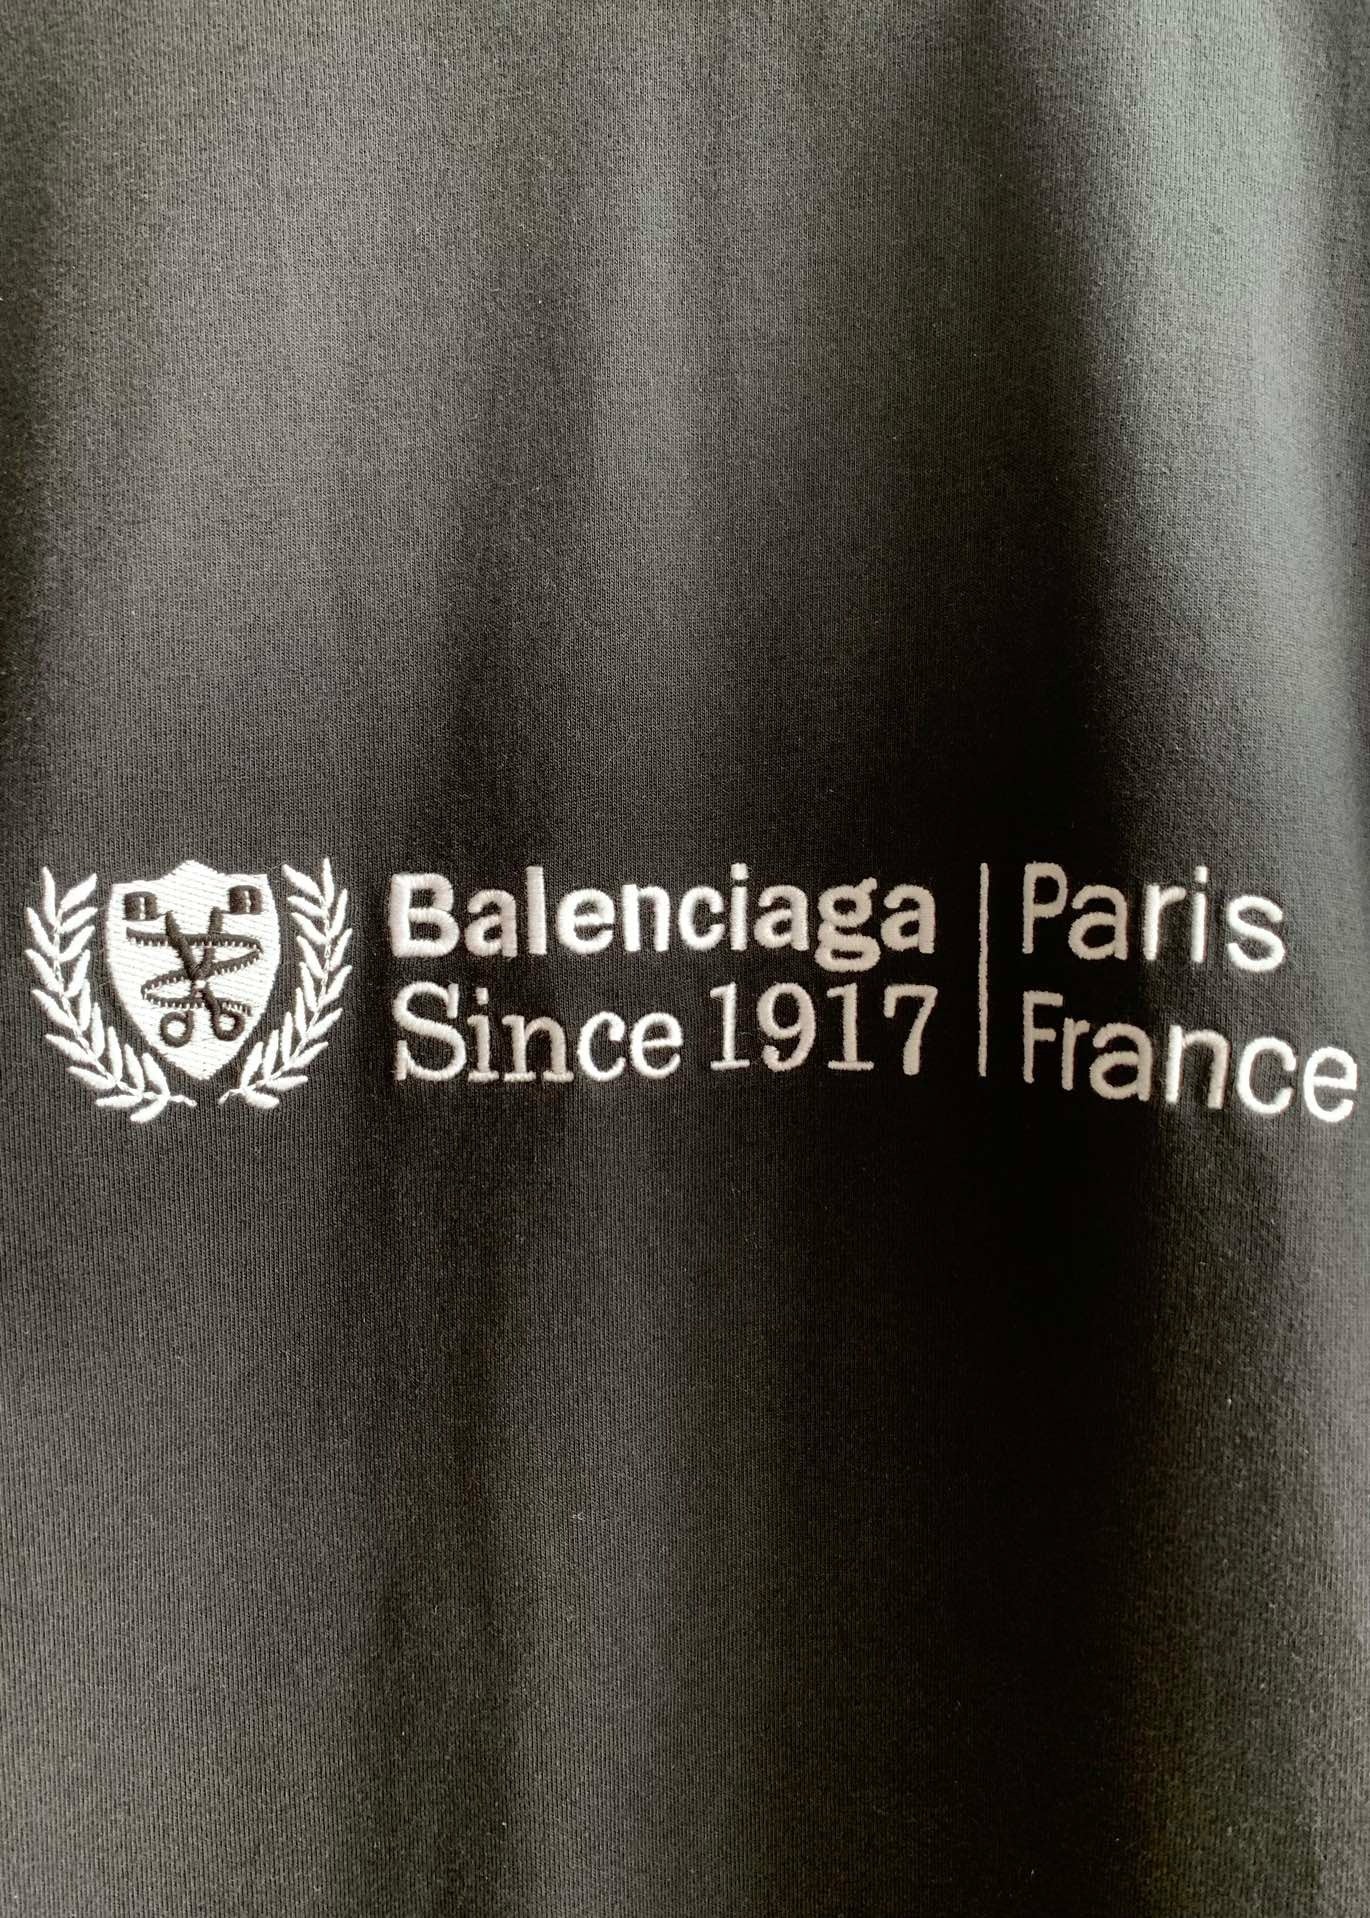 Balenciaga
Since 1917
Paris
France